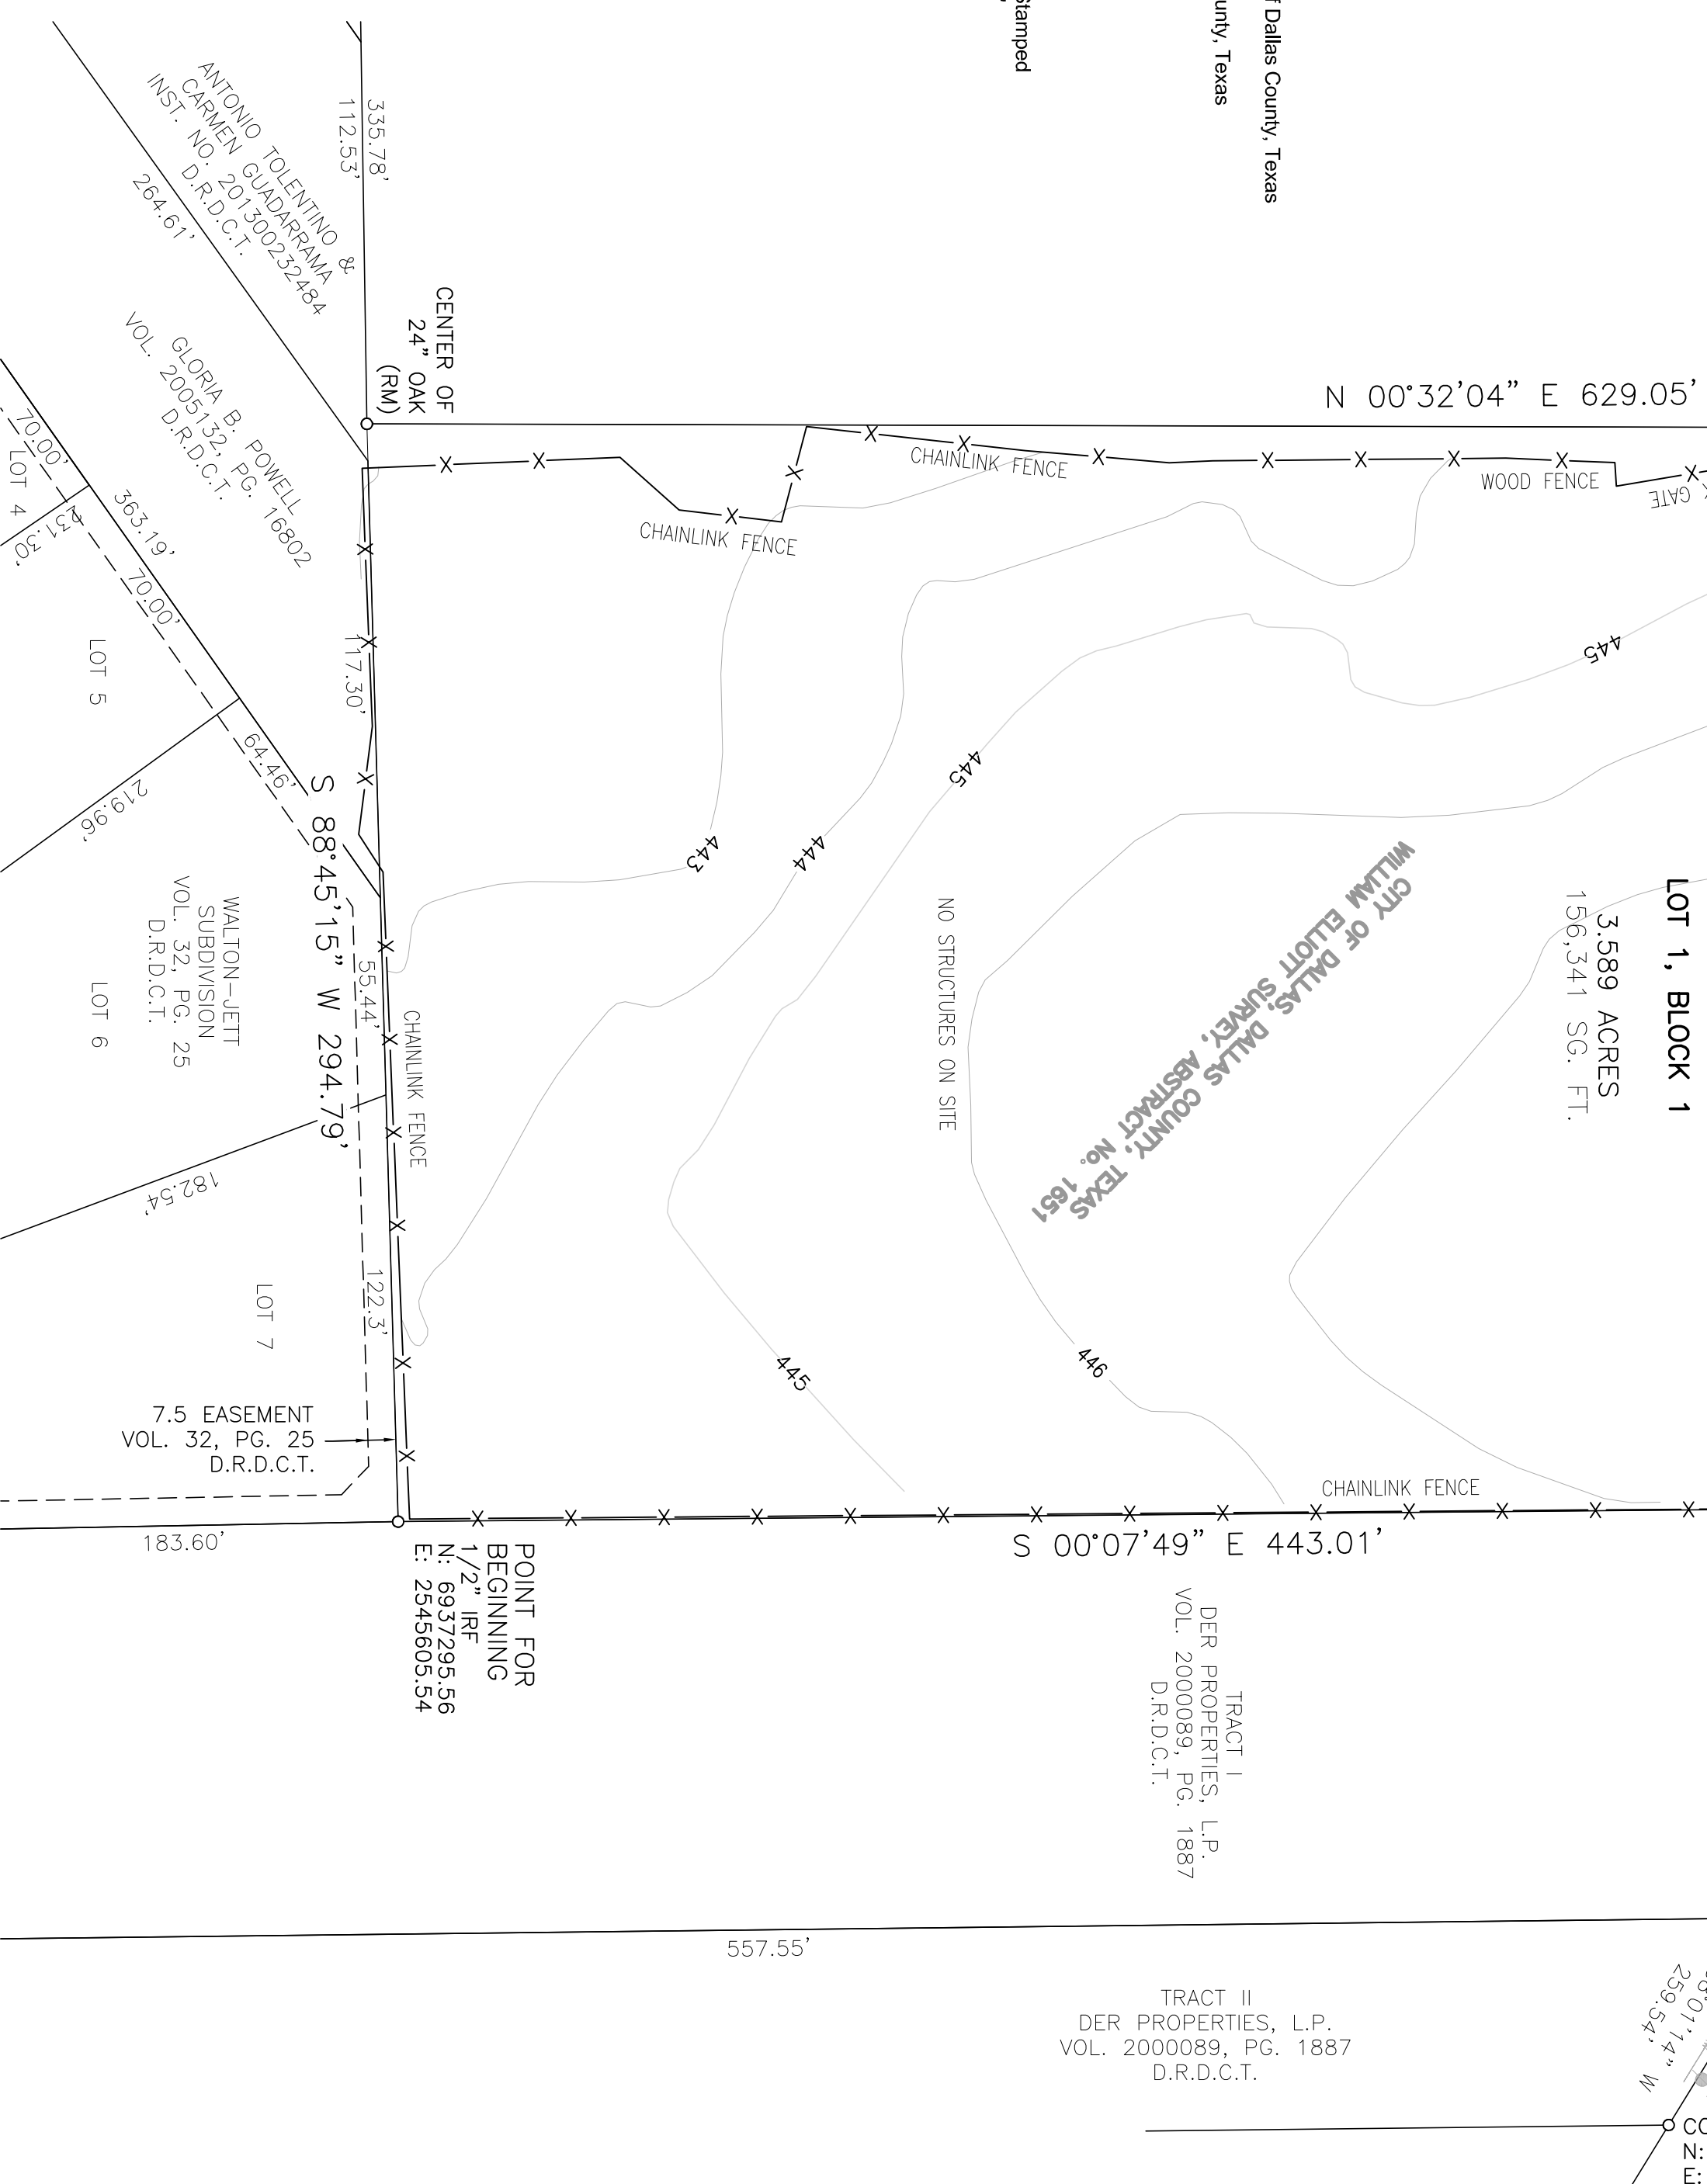 f Dallas County, Texas
unty, Texas
Stamped
335.78'
112.53'
ANTONIO TOLENTINO &
CARMEN GUADARRAMA
INST. NO. 201300232484
D.R.D.C.T.
264.61'
GLORIA B. POWELL
VOL. 2005132, PG. 16802
D.R.D.C.T.
CENTER OF
24" OAK
(RM)
N 00°32'04" E 629.05'
CHAINLINK FENCE
WOOD FENCE
GATE
CHAINLINK FENCE
70.00'
LOT 4
231.30'
363.19'
70.00'
LOT 5
64.46'
219.96'
117.30'
445
445
444
443
S 88°45'15" W 294.79'
WALTON-JETT
SUBDIVISION
VOL. 32, PG. 25
D.R.D.C.T.
LOT 6
55.44'
CHAINLINK FENCE
182.54'
LOT 7
122.3'
NO STRUCTURES ON SITE
WILLIAM ELLIOTT SURVEY, ABSTRACT No. 1651
CITY OF DALLAS, DALLAS COUNTY, TEXAS
LOT 1, BLOCK 1
3.589 ACRES
156,341 SG. FT.
445
446
7.5 EASEMENT
VOL. 32, PG. 25
D.R.D.C.T.
CHAINLINK FENCE
S 00°07'49" E 443.01'
183.60'
POINT FOR
BEGINNING
1/2" IRF
N: 6937295.56
E: 2545605.54
TRACT I
DER PROPERTIES, L.P.
VOL. 2000089, PG. 1887
D.R.D.C.T.
557.55'
TRACT II
DER PROPERTIES, L.P.
VOL. 2000089, PG. 1887
D.R.D.C.T.
01'14" W
259.54'
CO
N:
E: